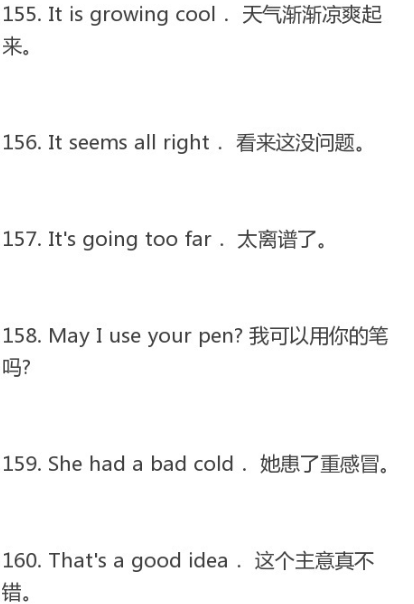 155. It is growing cool． 天气渐渐凉爽起
来。
156. It seems all right． 看来这没问题。
157. It's going too far． 太离谱了。
158. May I use your pen? 我可以用你的笔
吗?
159. She had a bad cold． 她患了重感冒。
160. That's a good idea． 这个主意真不
错。